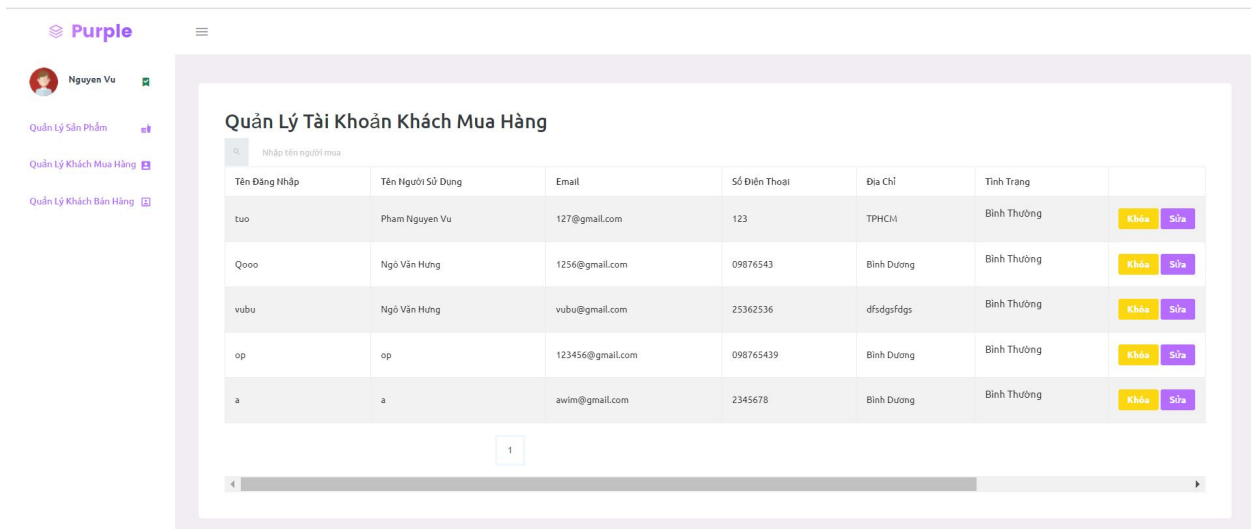 Purple
Nguyen Vu
Quản Lý Sản Phẩm
Quản Lý Khách Mua Hàng
Quản Lý Khách Bán Hàng
Quản Lý Tài Khoản Khách Mua Hàng
Nhập tên người mua
Tên Đăng Nhập Tên Người Sử Dụng Email Số Điện Thoại Địa Chỉ Tình Trạng
tuo Pham Nguyen Vu 127@gmail.com 123 TPHCM Bình Thường Khóa Sửa
Qooo Ngô Văn Hưng 1256@gmail.com 09876543 Bình Dương Bình Thường Khóa Sửa
vubu Ngô Văn Hưng vubu@gmail.com 25362536 dfsdgsfdgs Bình Thường Khóa Sửa
op op 123456@gmail.com 098765439 Bình Dương Bình Thường Khóa Sửa
a a awim@gmail.com 2345678 Bình Dương Bình Thường Khóa Sửa
1